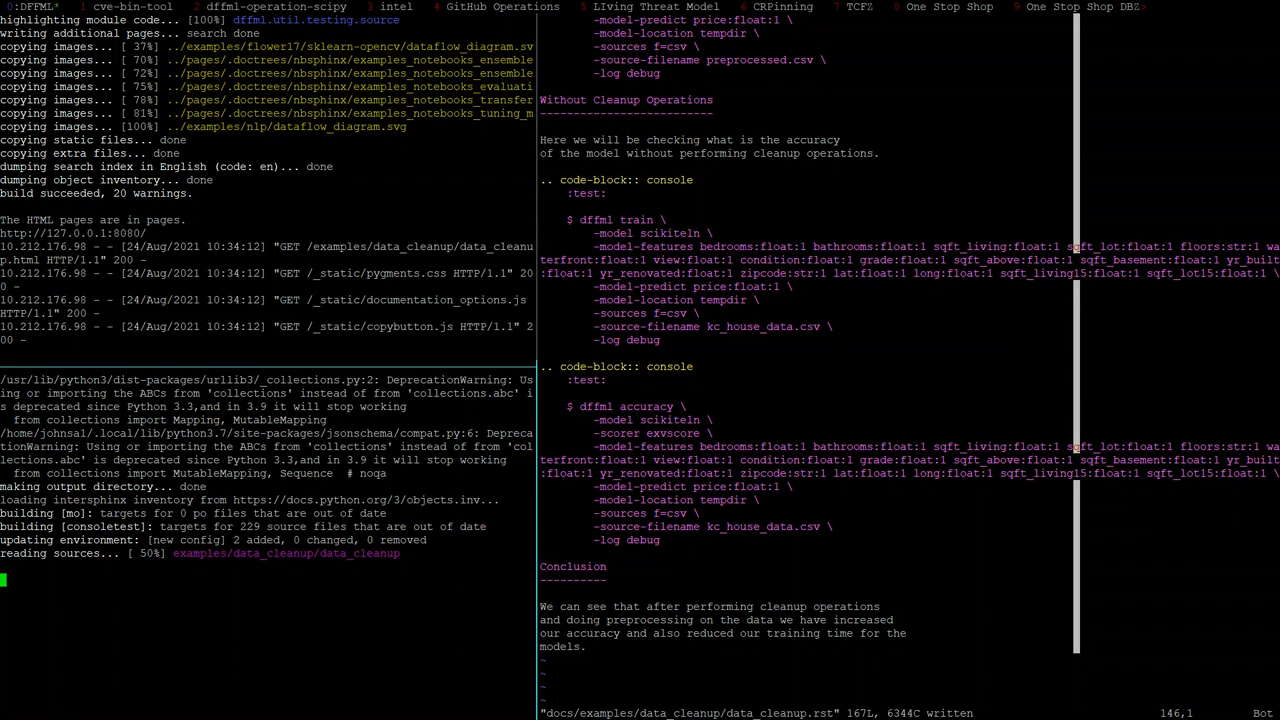 0:DFFML* 1 cve-bin-tool 2 dffml-operation-scipy 3 intel 4 GitHub Operations 5 LIving Threat Model 6 CRPinning 7 TCFZ 8 One Stop Shop 9 One Stop Shop DBZ>
highlighting module code... [100%] dffml.util.testing.source
writing additional pages... search done
copying images... [ 37%] ../examples/flower17/sklearn-opencv/dataflow_diagram.sv
copying images... [ 70%] ../pages/.doctrees/nbsphinx/examples_notebooks_ensemble
copying images... [ 72%] ../pages/.doctrees/nbsphinx/examples_notebooks_ensemble
copying images... [ 75%] ../pages/.doctrees/nbsphinx/examples_notebooks_evaluati
copying images... [ 78%] ../pages/.doctrees/nbsphinx/examples_notebooks_transfer
copying images... [ 81%] ../pages/.doctrees/nbsphinx/examples_notebooks_tuning_m
copying images... [100%] ../examples/nlp/dataflow_diagram.svg
copying static files... done
copying extra files... done
dumping search index in English (code: en)... done
dumping object inventory... done
build succeeded, 20 warnings.
The HTML pages are in pages.
http://127.0.0.1:8080/
10.212.176.98 - - [24/Aug/2021 10:34:12] "GET /examples/data_cleanup/data_cleanu
p.html HTTP/1.1" 200 -
10.212.176.98 - - [24/Aug/2021 10:34:12] "GET /_static/pygments.css HTTP/1.1" 20
0 -
10.212.176.98 - - [24/Aug/2021 10:34:12] "GET /_static/documentation_options.js
HTTP/1.1" 200 -
10.212.176.98 - - [24/Aug/2021 10:34:12] "GET /_static/copybutton.js HTTP/1.1" 2
00 -
/usr/lib/python3/dist-packages/urllib3/_collections.py:2: DeprecationWarning: Us
ing or importing the ABCs from 'collections' instead of from 'collections.abc' i
s deprecated since Python 3.3,and in 3.9 it will stop working
from collections import Mapping, MutableMapping
/home/johnsal/.local/lib/python3.7/site-packages/jsonschema/compat.py:6: Depreca
tionWarning: Using or importing the ABCs from 'collections' instead of from 'col
lections.abc' is deprecated since Python 3.3,and in 3.9 it will stop working
from collections import MutableMapping, Sequence # noqa
making output directory... done
loading intersphinx inventory from https://docs.python.org/3/objects.inv...
building [mo]: targets for 0 po files that are out of date
building [consoletest]: targets for 229 source files that are out of date
updating environment: [new config] 2 added, 0 changed, 0 removed
reading sources... [ 50%] examples/data_cleanup/data_cleanup
-model-predict price:float:1 \
-model-location tempdir \
-sources f=csv \
-source-filename preprocessed.csv \
-log debug
Without Cleanup Operations
--------------------------
Here we will be checking what is the accuracy
of the model without performing cleanup operations.
.. code-block:: console
:test:
$ dffml train \
-model scikiteln \
-model-features bedrooms:float:1 bathrooms:float:1 sqft_living:float:1 sqft_lot:float:1 floors:str:1 wa
terfront:float:1 view:float:1 condition:float:1 grade:float:1 sqft_above:float:1 sqft_basement:float:1 yr_built
:float:1 yr_renovated:float:1 zipcode:str:1 lat:float:1 long:float:1 sqft_living15:float:1 sqft_lot15:float:1 \
-model-predict price:float:1 \
-model-location tempdir \
-sources f=csv \
-source-filename kc_house_data.csv \
-log debug
.. code-block:: console
:test:
$ dffml accuracy \
-model scikiteln \
-scorer exvscore \
-model-features bedrooms:float:1 bathrooms:float:1 sqft_living:float:1 sqft_lot:float:1 floors:str:1 wa
terfront:float:1 view:float:1 condition:float:1 grade:float:1 sqft_above:float:1 sqft_basement:float:1 yr_built
:float:1 yr_renovated:float:1 zipcode:str:1 lat:float:1 long:float:1 sqft_living15:float:1 sqft_lot15:float:1 \
-model-predict price:float:1 \
-model-location tempdir \
-sources f=csv \
-source-filename kc_house_data.csv \
-log debug
Conclusion
----------
We can see that after performing cleanup operations
and doing preprocessing on the data we have increased
our accuracy and also reduced our training time for the
models.
~
~
~
~
"docs/examples/data_cleanup/data_cleanup.rst" 167L, 6344C written 146,1 Bot